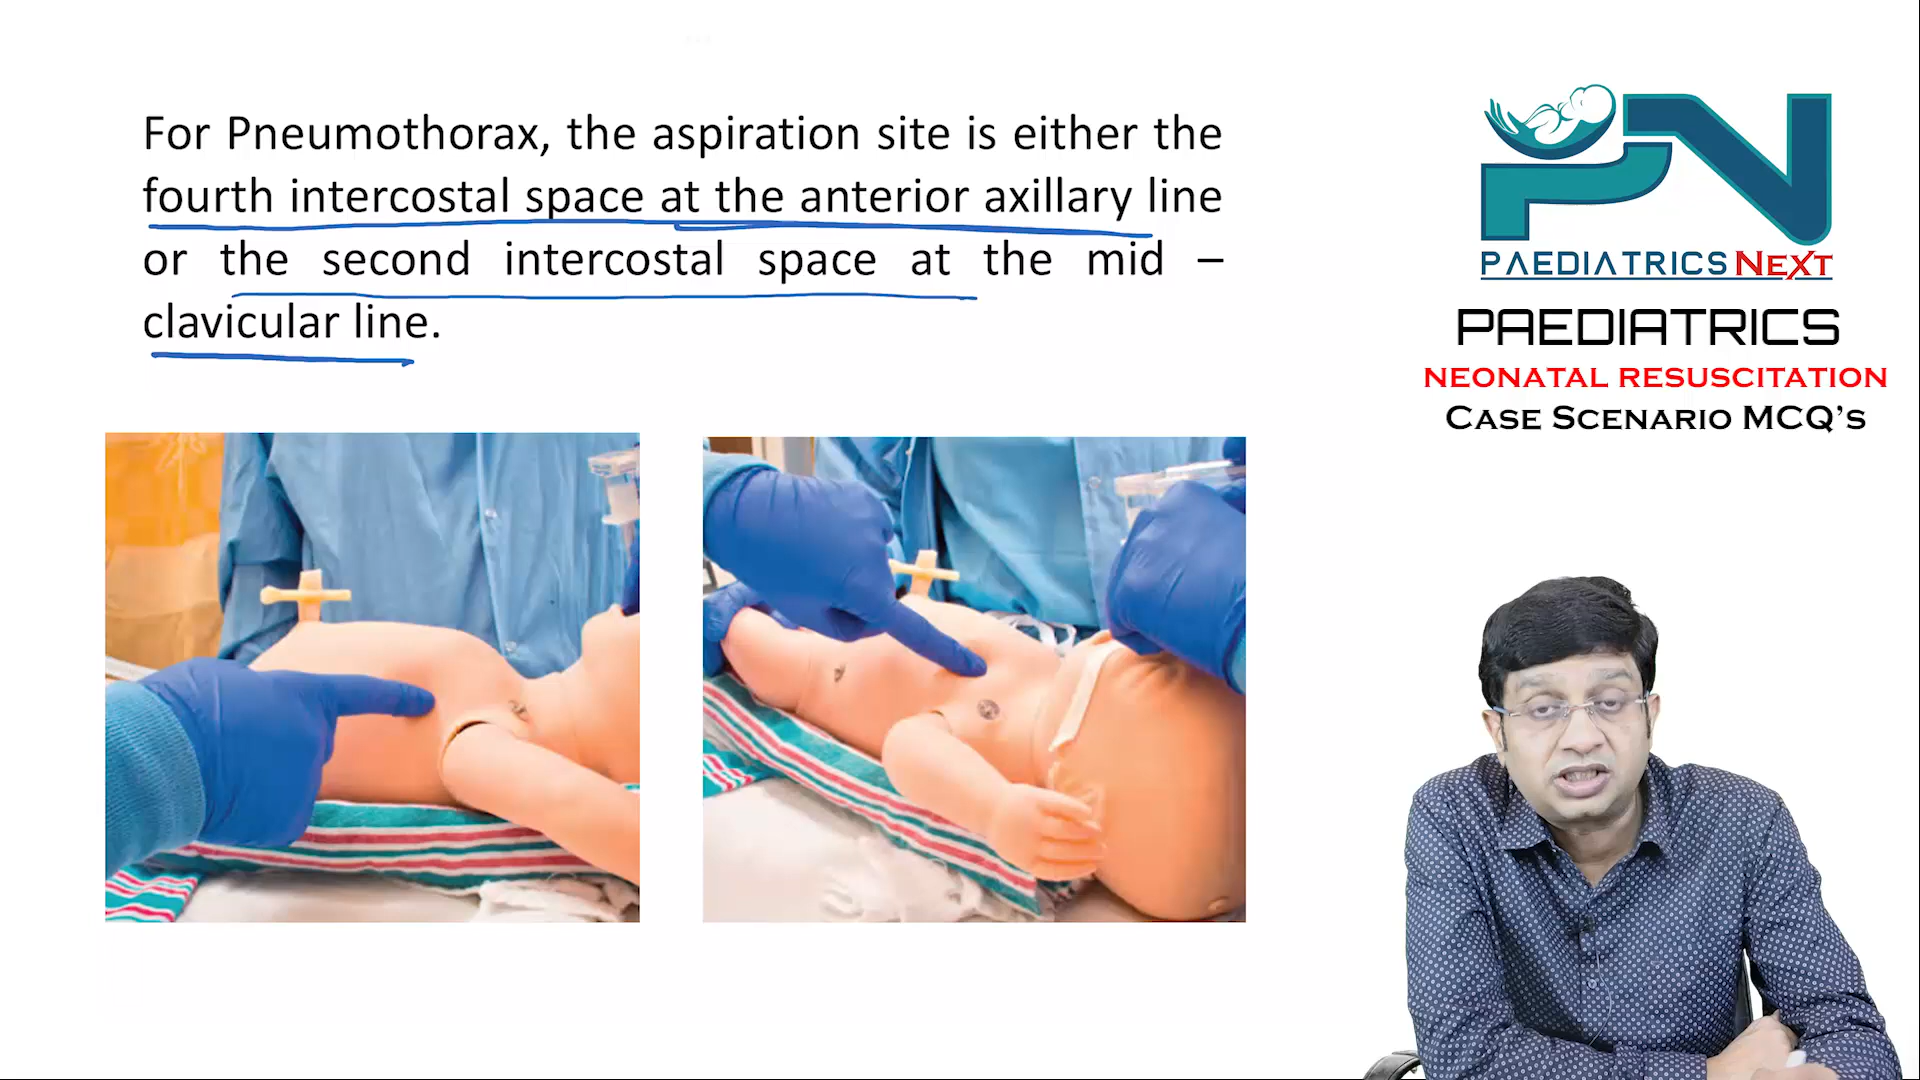 For Pneumothorax, the aspiration site is either the
fourth intercostal space at the anterior axillary line
or the second intercostal space at the mid –
clavicular line.
PN
PAEDIATRICS NEXT
PAEDIATRICS
NEONATAL RESUSCITATION
CASE SCENARIO MCQ'S